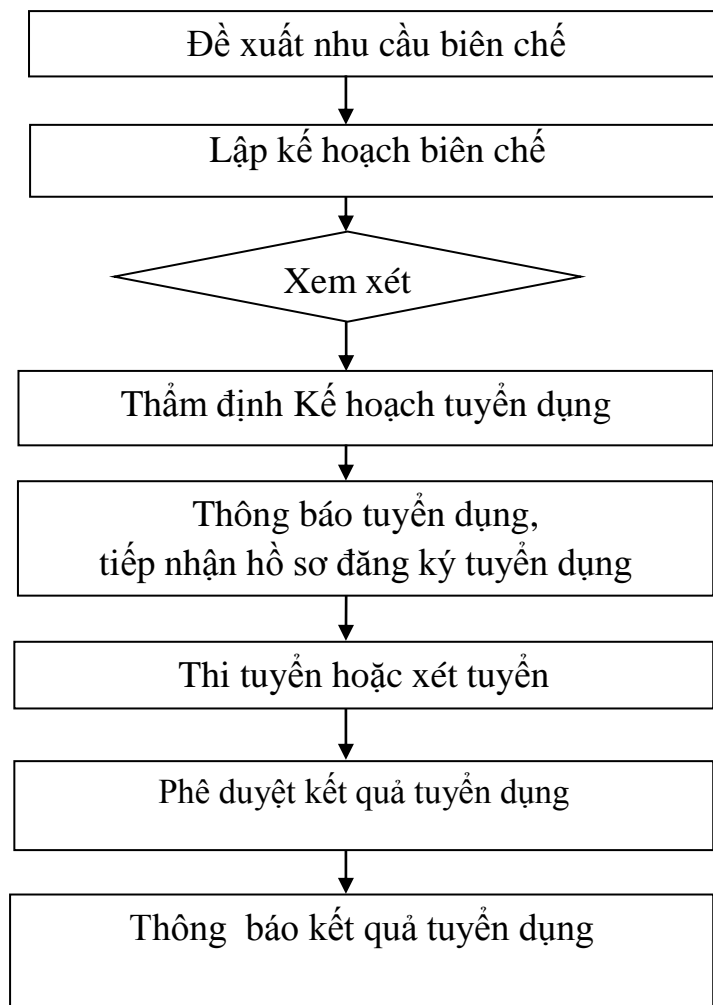 Đề xuất nhu cầu biên chế
Lập kế hoạch biên chế
Xem xét
Thẩm định Kế hoạch tuyển dụng
Thông báo tuyển dụng,
tiếp nhận hồ sơ đăng ký tuyển dụng
Thi tuyển hoặc xét tuyển
Phê duyệt kết quả tuyển dụng
Thông báo kết quả tuyển dụng